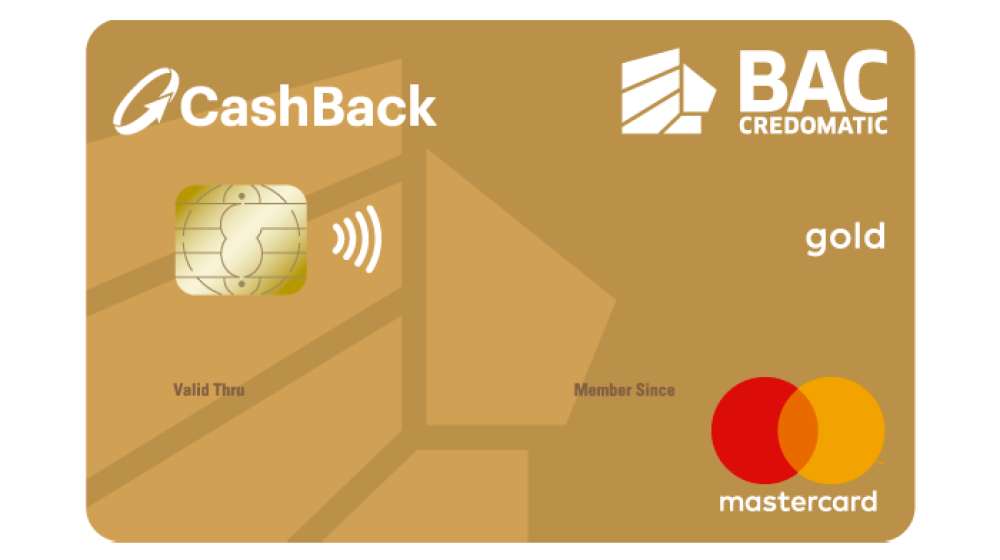 CashBack
BAC
CREDOMATIC
gold
Valid Thru
Member Since
mastercard